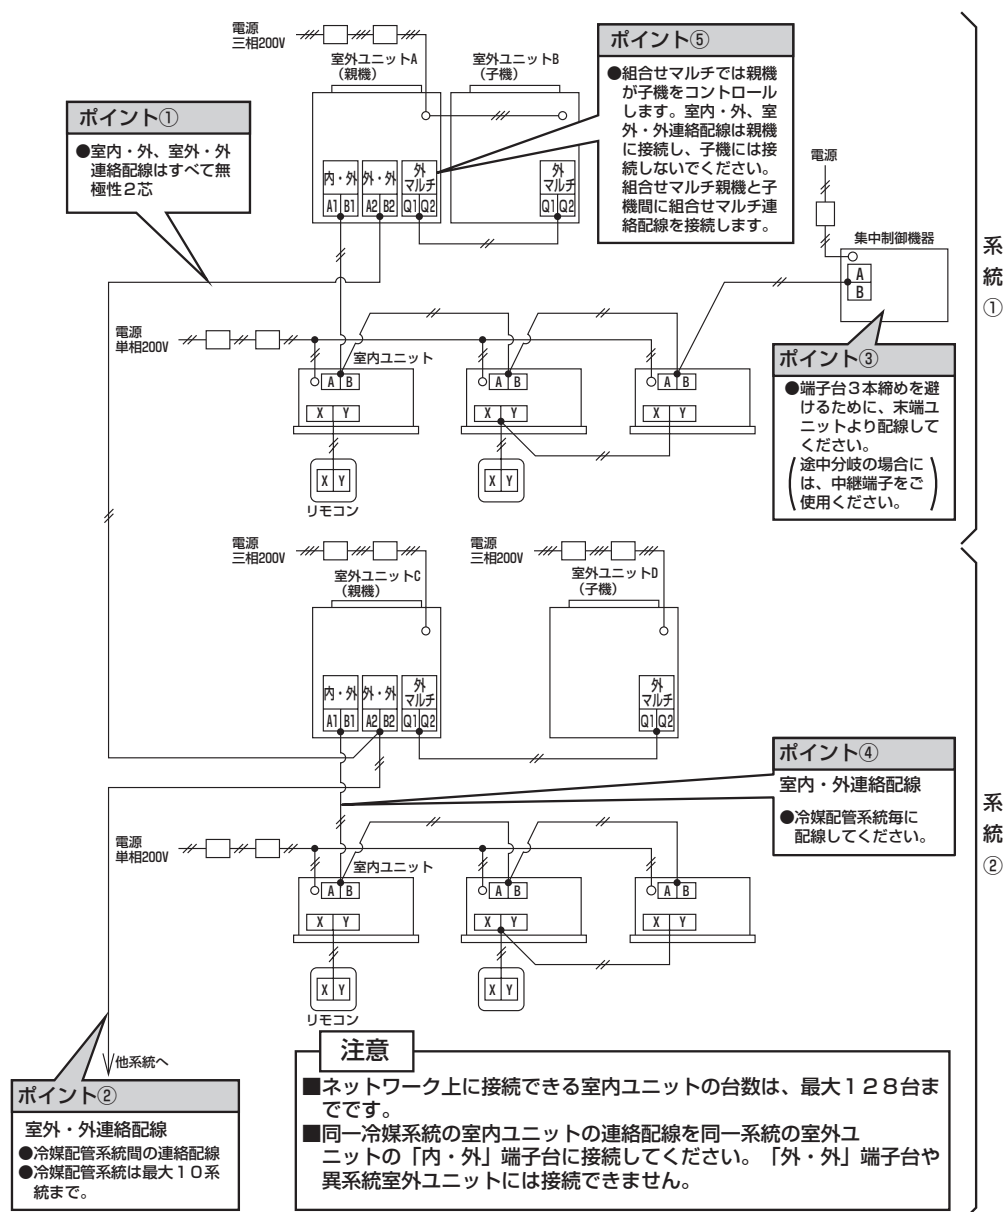 電源
三相200V
室外ユニットA
（親機）
室外ユニットB
（子機）
ポイント⑤
●組合せマルチでは親機
が子機をコントロール
します。室内・外、室
外・外連絡配線は親機
に接続し、子機には接
続しないでください。
組合せマルチ親機と子
機間に組合せマルチ連
絡配線を接続します。
ポイント①
●室内・外、室外・外
連絡配線はすべて無
極性２芯
内・外
外・外
外
マルチ
A1 B1
A2 B2
Q1 Q2
外
マルチ
Q1 Q2
電源
集中制御機器
A
B
系統①
電源
単相200V
室内ユニット
A B
A B
A B
X Y
X Y
X Y
X Y
X Y
リモコン
ポイント③
●端子台３本締めを避
けるために、末端ユ
ニットより配線して
ください。
（途中分岐の場合に
は、中継端子をご
使用ください。）
電源
三相200V
室外ユニットC
（親機）
電源
三相200V
室外ユニットD
（子機）
内・外
外・外
外
マルチ
A1 B1
A2 B2
Q1 Q2
外
マルチ
Q1 Q2
ポイント④
室内・外連絡配線
●冷媒配管系統毎に
配線してください。
系統②
電源
単相200V
室内ユニット
A B
A B
A B
X Y
X Y
X Y
X Y
X Y
リモコン
他系統へ
ポイント②
室外・外連絡配線
●冷媒配管系統間の連絡配線
●冷媒配管系統は最大１０系
統まで。
注意
■ネットワーク上に接続できる室内ユニットの台数は、最大１２８台ま
でです。
■同一冷媒系統の室内ユニットの連絡配線を同一系統の室外ユ
ニットの「内・外」端子台に接続してください。「外・外」端子台や
異系統室外ユニットには接続できません。